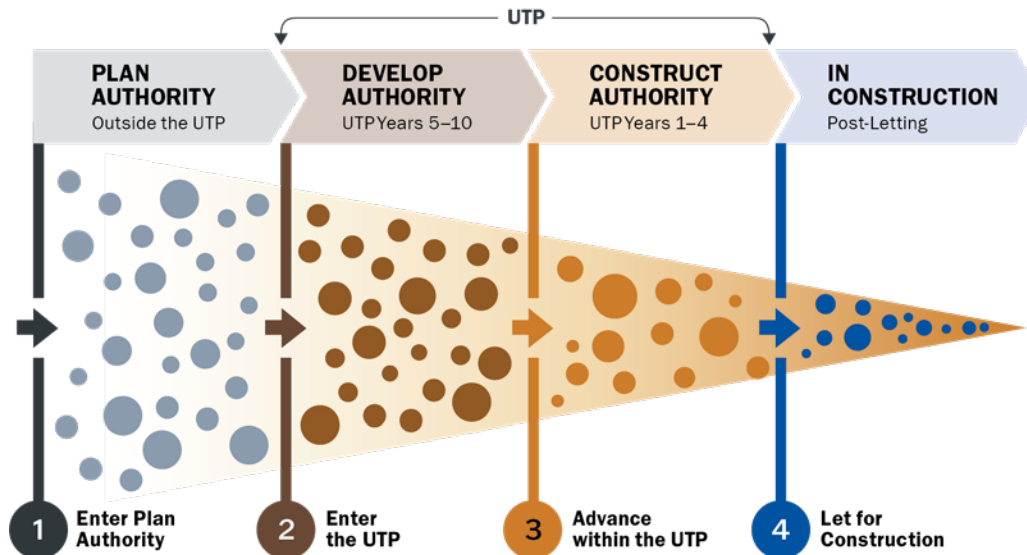 UTP
PLAN
AUTHORITY
Outside the UTP
DEVELOP
AUTHORITY
UTP Years 5–10
CONSTRUCT
AUTHORITY
UTP Years 1–4
IN
CONSTRUCTION
Post-Letting
1
Enter Plan
Authority
2
Enter
the UTP
3
Advance
within the UTP
4
Let for
Construction